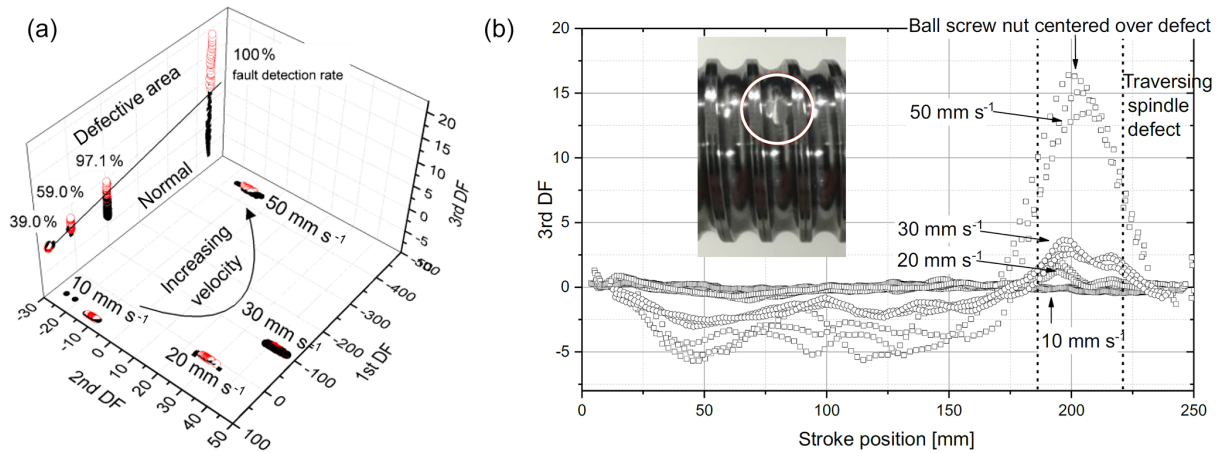 (a)
100%
fault detection rate
Defective area
97.1%
59.0%
39.0%
Normal
20
15
10
5
0
-5
3rd DF
50 mm s-1
Increasing
velocity
10 mm s-1
30 mm s-1
20 mm s-1
-400
-300
-200
-100
0
100
1st DF
-30
-20
-10
0
10
20
30
40
50
2nd DF
(b)
Ball screw nut centered over defect
Traversing
spindle
defect
50 mm s-1
30 mm s-1
20 mm s-1
10 mm s-1
20
15
10
5
0
-5
3rd DF
0
50
100
150
200
250
Stroke position [mm]